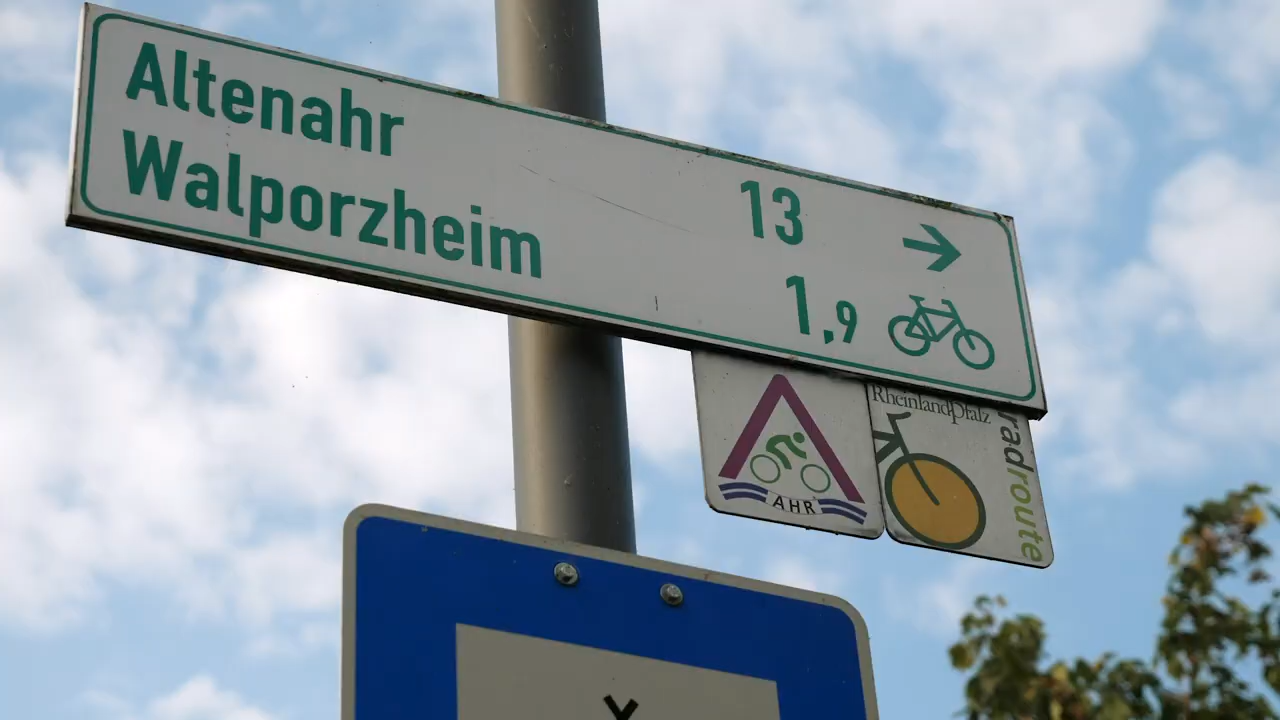 Altenahr 13
Walporzheim 1,9
AHR
RheinlandPfalz
radroute